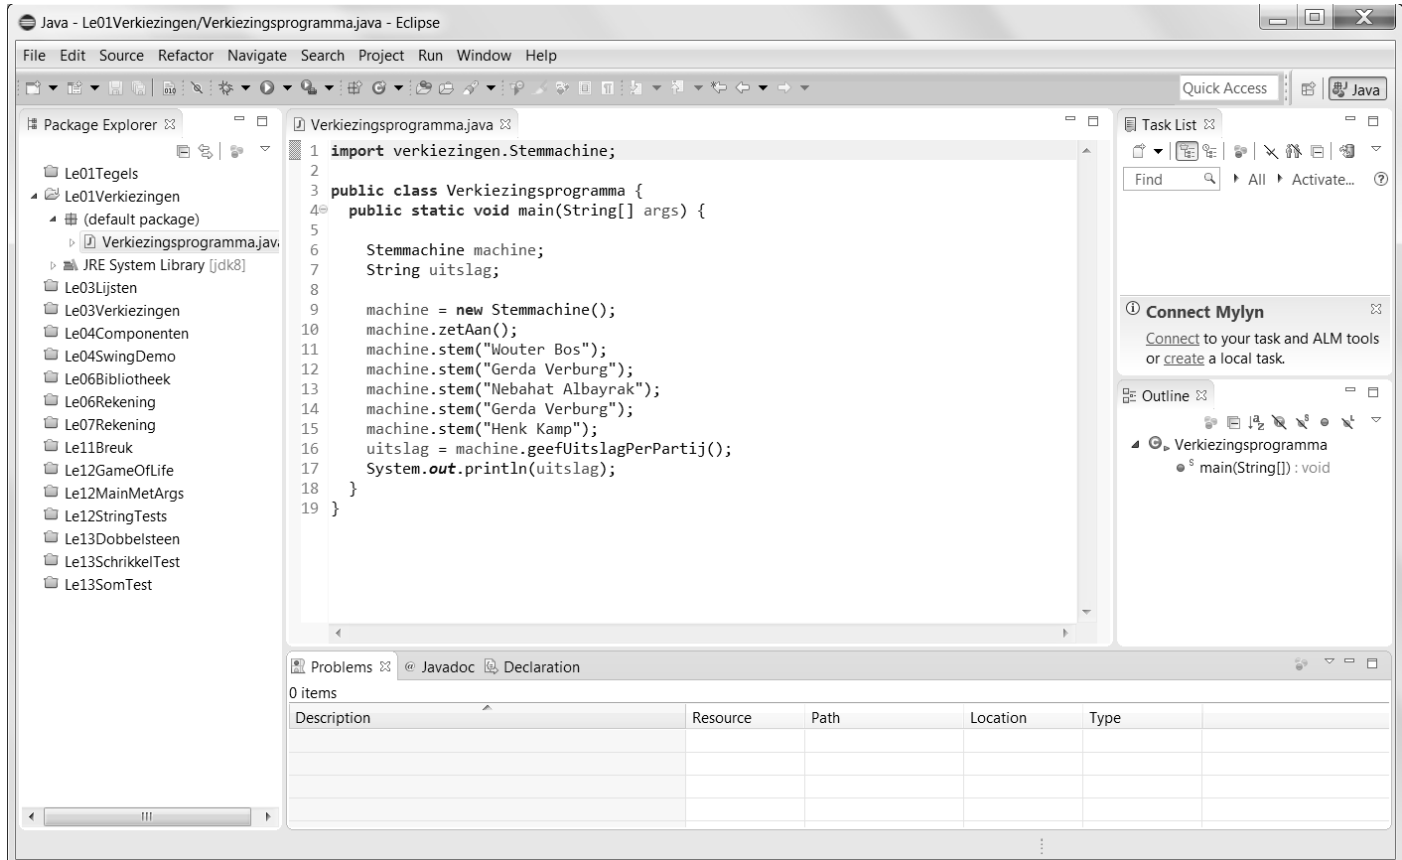 Java - Le01Verkiezingen/Verkiezingsprogramma.java - Eclipse
File Edit Source Refactor Navigate Search Project Run Window Help
Quick Access
Java
Package Explorer
Le01Tegels
Le01Verkiezingen
(default package)
Verkiezingsprogramma.java
JRE System Library [jdk8]
Le03Lijsten
Le03Verkiezingen
Le04Componenten
Le04SwingDemo
Le06Bibliotheek
Le06Rekening
Le07Rekening
Le11Breuk
Le12GameOfLife
Le12MainMetArgs
Le12StringTests
Le13Dobbelsteen
Le13SchrikkelTest
Le13SomTest
Verkiezingsprogramma.java
1 import verkiezingen.Stemmachine;
2
3 public class Verkiezingsprogramma {
4 public static void main(String[] args) {
5
6 Stemmachine machine;
7 String uitslag;
8
9 machine = new Stemmachine();
10 machine.zetAan();
11 machine.stem("Wouter Bos");
12 machine.stem("Gerda Verburg");
13 machine.stem("Nebahat Albayrak");
14 machine.stem("Gerda Verburg");
15 machine.stem("Henk Kamp");
16 uitslag = machine.geefUitslagPerPartij();
17 System.out.println(uitslag);
18 }
19 }
Task List
Find All Activate...
Connect Mylyn
Connect to your task and ALM tools
or create a local task.
Outline
Verkiezingsprogramma
main(String[]) : void
Problems @ Javadoc Declaration
0 items
Description Resource Path Location Type